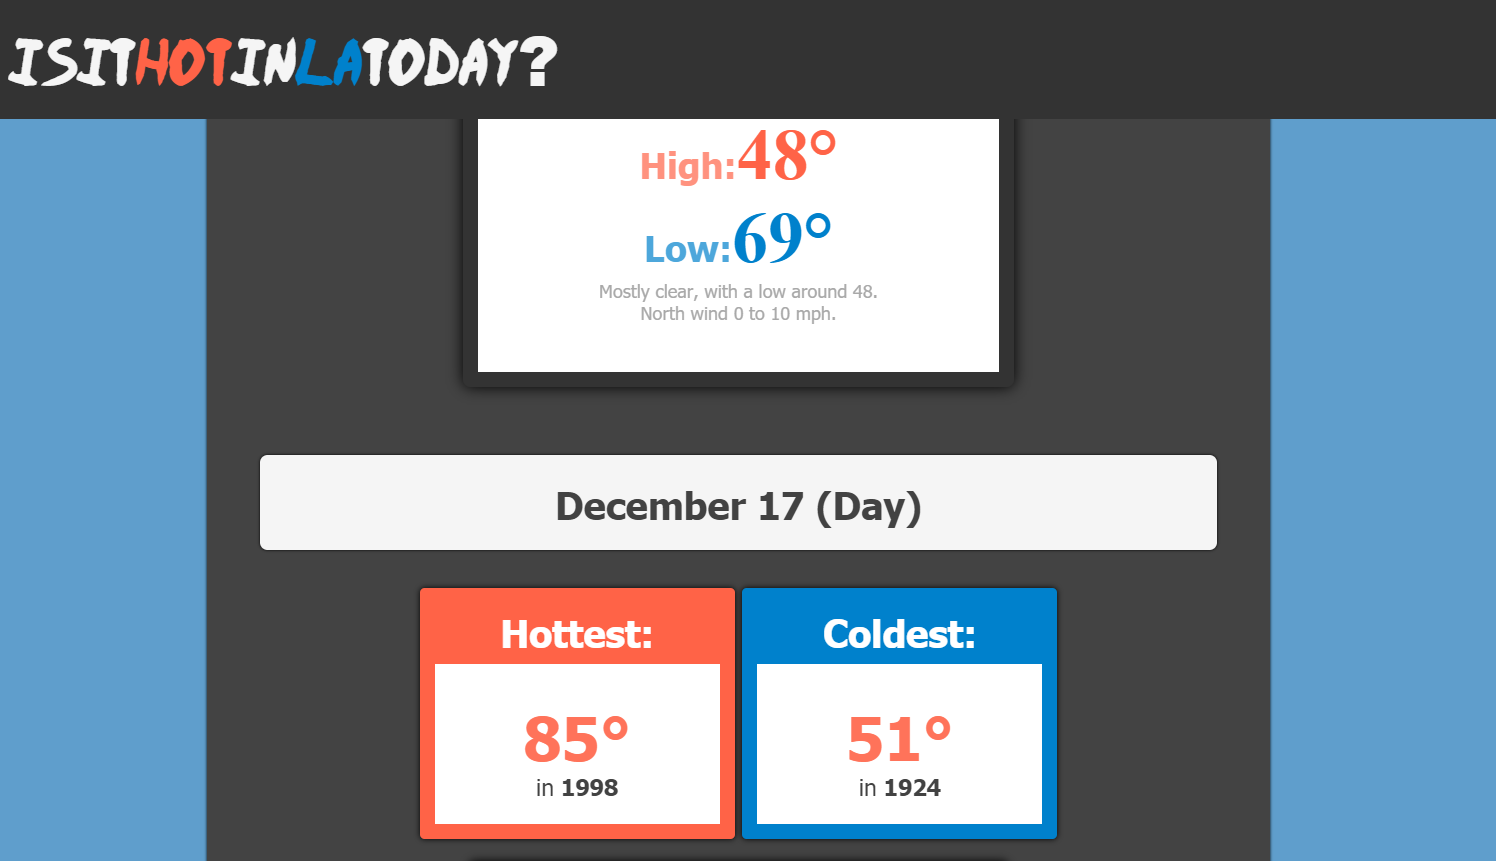 ISITHOTINLATODAY?
High:48°
Low:69°
Mostly clear, with a low around 48.
North wind 0 to 10 mph.
December 17 (Day)
Hottest:
Coldest:
85°
51°
in 1998
in 1924